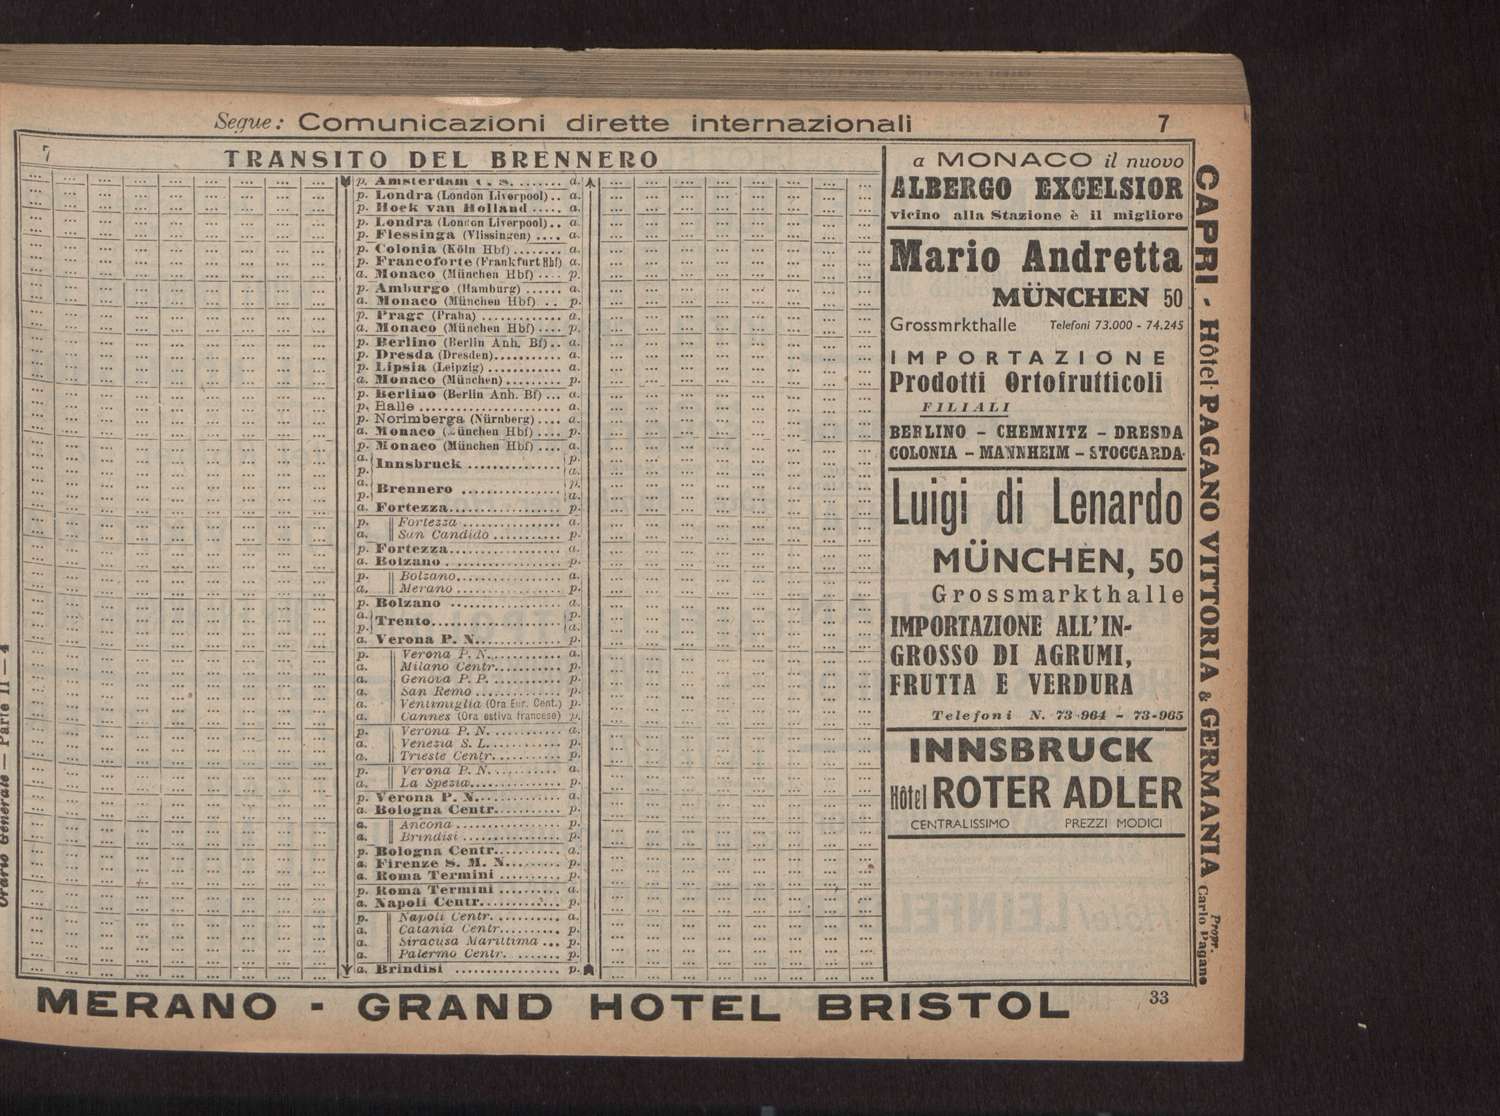 Segue: Comunicazioni dirette internazionali 7
7 TRANSITO DEL BRENNERO
p. Amsterdam ....... a.
p. Londra (London Liverpool).. a.
p. Hoek van Holland ..... a.
p. Londra (London Liverpool).. a.
p. Flessinga (Vlissingen) .... a.
p. Colonia (Köln Hbf) ........ a.
p. Francoforte (Frankfurt Hbf) a.
a. Monaco (München Hbf) .... p.
p. Amburgo (Hamburg) ...... a.
a. Monaco (München Hbf) .. p.
p. Prage (Praha) ............ a.
a. Monaco (München Hbf) .... p.
p. Berlino (Berlin Anh. Bf).. a.
p. Dresda (Dresden)........... a.
p. Lipsia (Leipzig) ............ a.
a. Monaco (München)......... p.
p. Berlino (Berlin Anh. Bf) ... a.
p. Halle ..................... a.
p. Norimberga (Nürnberg) .... a.
a. Monaco (München Hbf) .... p.
p. Monaco (München Hbf) .... a.
a. p. Innsbruck .............. p. a.
a. p. Brennero ............... p. a.
a. Fortezza.................. p.
p. Fortezza ............... a.
a. San Candido ........... p.
p. Fortezza.................. a.
a. Bolzano .................. p.
p. Bolzano................ a.
a. Merano ................ p.
p. Bolzano .................. a.
a. p. Trento.................... p. a.
a. Verona P. N.............. p.
p. Verona P. N............ a.
a. Milano Centr........... p.
a. Genova P. P. .......... p.
a. San Remo ............. p.
a. Ventimiglia (Ora Eur. Cent.) p.
a. Cannes (Ora estiva francese) p.
p. Verona P. N............ a.
a. Venezia S. L........... p.
a. Trieste Centr........... p.
p. Verona P. N............ a.
a. La Spezia.............. p.
p. Verona P. N.............. a.
a. Bologna Centr............ p.
a. Ancona ................ p.
a. Brindisi ............... p.
p. Bologna Centr............ a.
a. Firenze S. M. N.......... p.
a. Roma Termini ........... p.
p. Roma Termini ........... a.
a. Napoli Centr.............. p.
p. Napoli Centr. .......... a.
a. Catania Centr.......... p.
a. Siracusa Marittima ... p.
a. Palermo Centr. ........ p.
a. Brindisi .................. p.
a MONACO il nuovo
ALBERGO EXCELSIOR
vicino alla Stazione è il migliore
Mario Andretta
MÜNCHEN 50
Grossmrkthalle Telefoni 73.000 - 74.245
IMPORTAZIONE
Prodotti Ortofrutticoli
FILIALI
BERLINO - CHEMNITZ - DRESDA
COLONIA - MANNHEIM - STOCCARDA
Luigi di Lenardo
MÜNCHEN, 50
Grossmarkthalle
IMPORTAZIONE ALL'IN-
GROSSO DI AGRUMI,
FRUTTA E VERDURA
Telefoni N. 73-964 - 73-965
INNSBRUCK
Hôtel ROTER ADLER
CENTRALISSIMO PREZZI MODICI
CAPRI - Hôtel PAGANO VITTORIA & GERMANIA Propr. Carlo Pagano
Orario Generale — Parte II — 4
MERANO - GRAND HOTEL BRISTOL
33